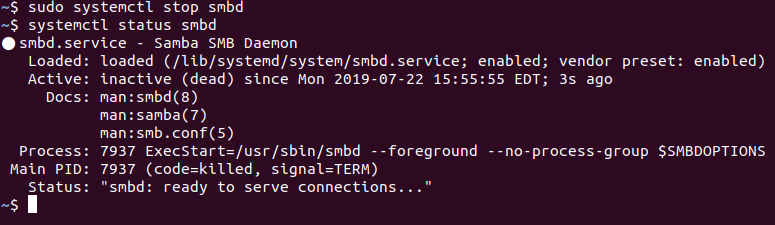 ~$ sudo systemctl stop smbd
~$ systemctl status smbd
● smbd.service - Samba SMB Daemon
Loaded: loaded (/lib/systemd/system/smbd.service; enabled; vendor preset: enabled)
Active: inactive (dead) since Mon 2019-07-22 15:55:55 EDT; 3s ago
Docs: man:smbd(8)
man:samba(7)
man:smb.conf(5)
Process: 7937 ExecStart=/usr/sbin/smbd --foreground --no-process-group $SMBDOPTIONS
Main PID: 7937 (code=killed, signal=TERM)
Status: "smbd: ready to serve connections..."
~$